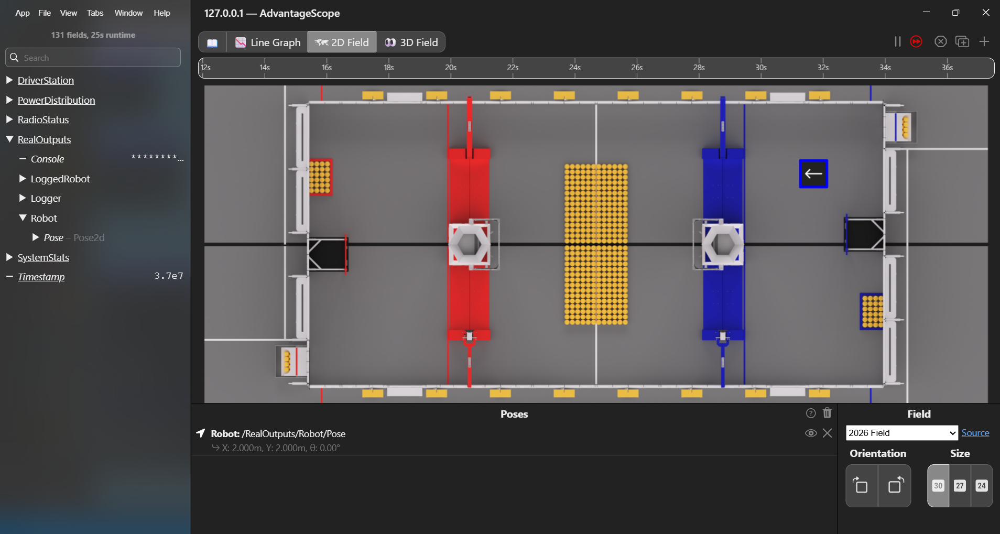 App File View Tabs Window Help
127.0.0.1 — AdvantageScope
131 fields, 25s runtime
Search
DriverStation
PowerDistribution
RadioStatus
RealOutputs
Console ********...
LoggedRobot
Logger
Robot
Pose – Pose2d
SystemStats
Timestamp 3.7e7
Line Graph 2D Field 3D Field
12s 14s 16s 18s 20s 22s 24s 26s 28s 30s 32s 34s 36s
Poses
?
Robot: /RealOutputs/Robot/Pose
X: 2.000m, Y: 2.000m, θ: 0.00°
Field
2026 Field Source
Orientation Size
30 27 24